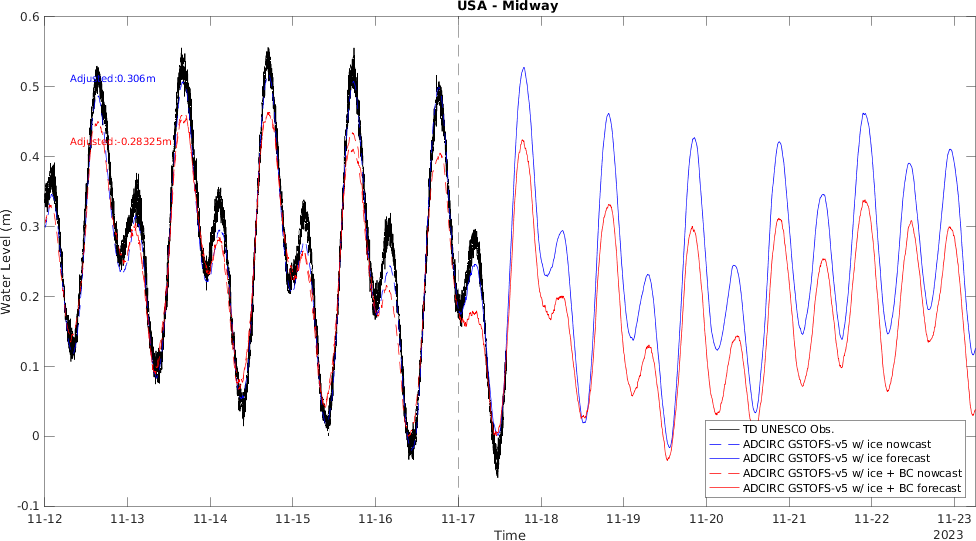 USA - Midway
0.6
0.5
0.4
0.3
0.2
0.1
0
-0.1
Water Level (m)
Adjusted:0.306m
Adjusted:-0.28325m
TD UNESCO Obs.
ADCIRC GSTOFS-v5 w/ ice nowcast
ADCIRC GSTOFS-v5 w/ ice forecast
ADCIRC GSTOFS-v5 w/ ice + BC nowcast
ADCIRC GSTOFS-v5 w/ ice + BC forecast
11-12 11-13 11-14 11-15 11-16 11-17 11-18 11-19 11-20 11-21 11-22 11-23
Time
2023